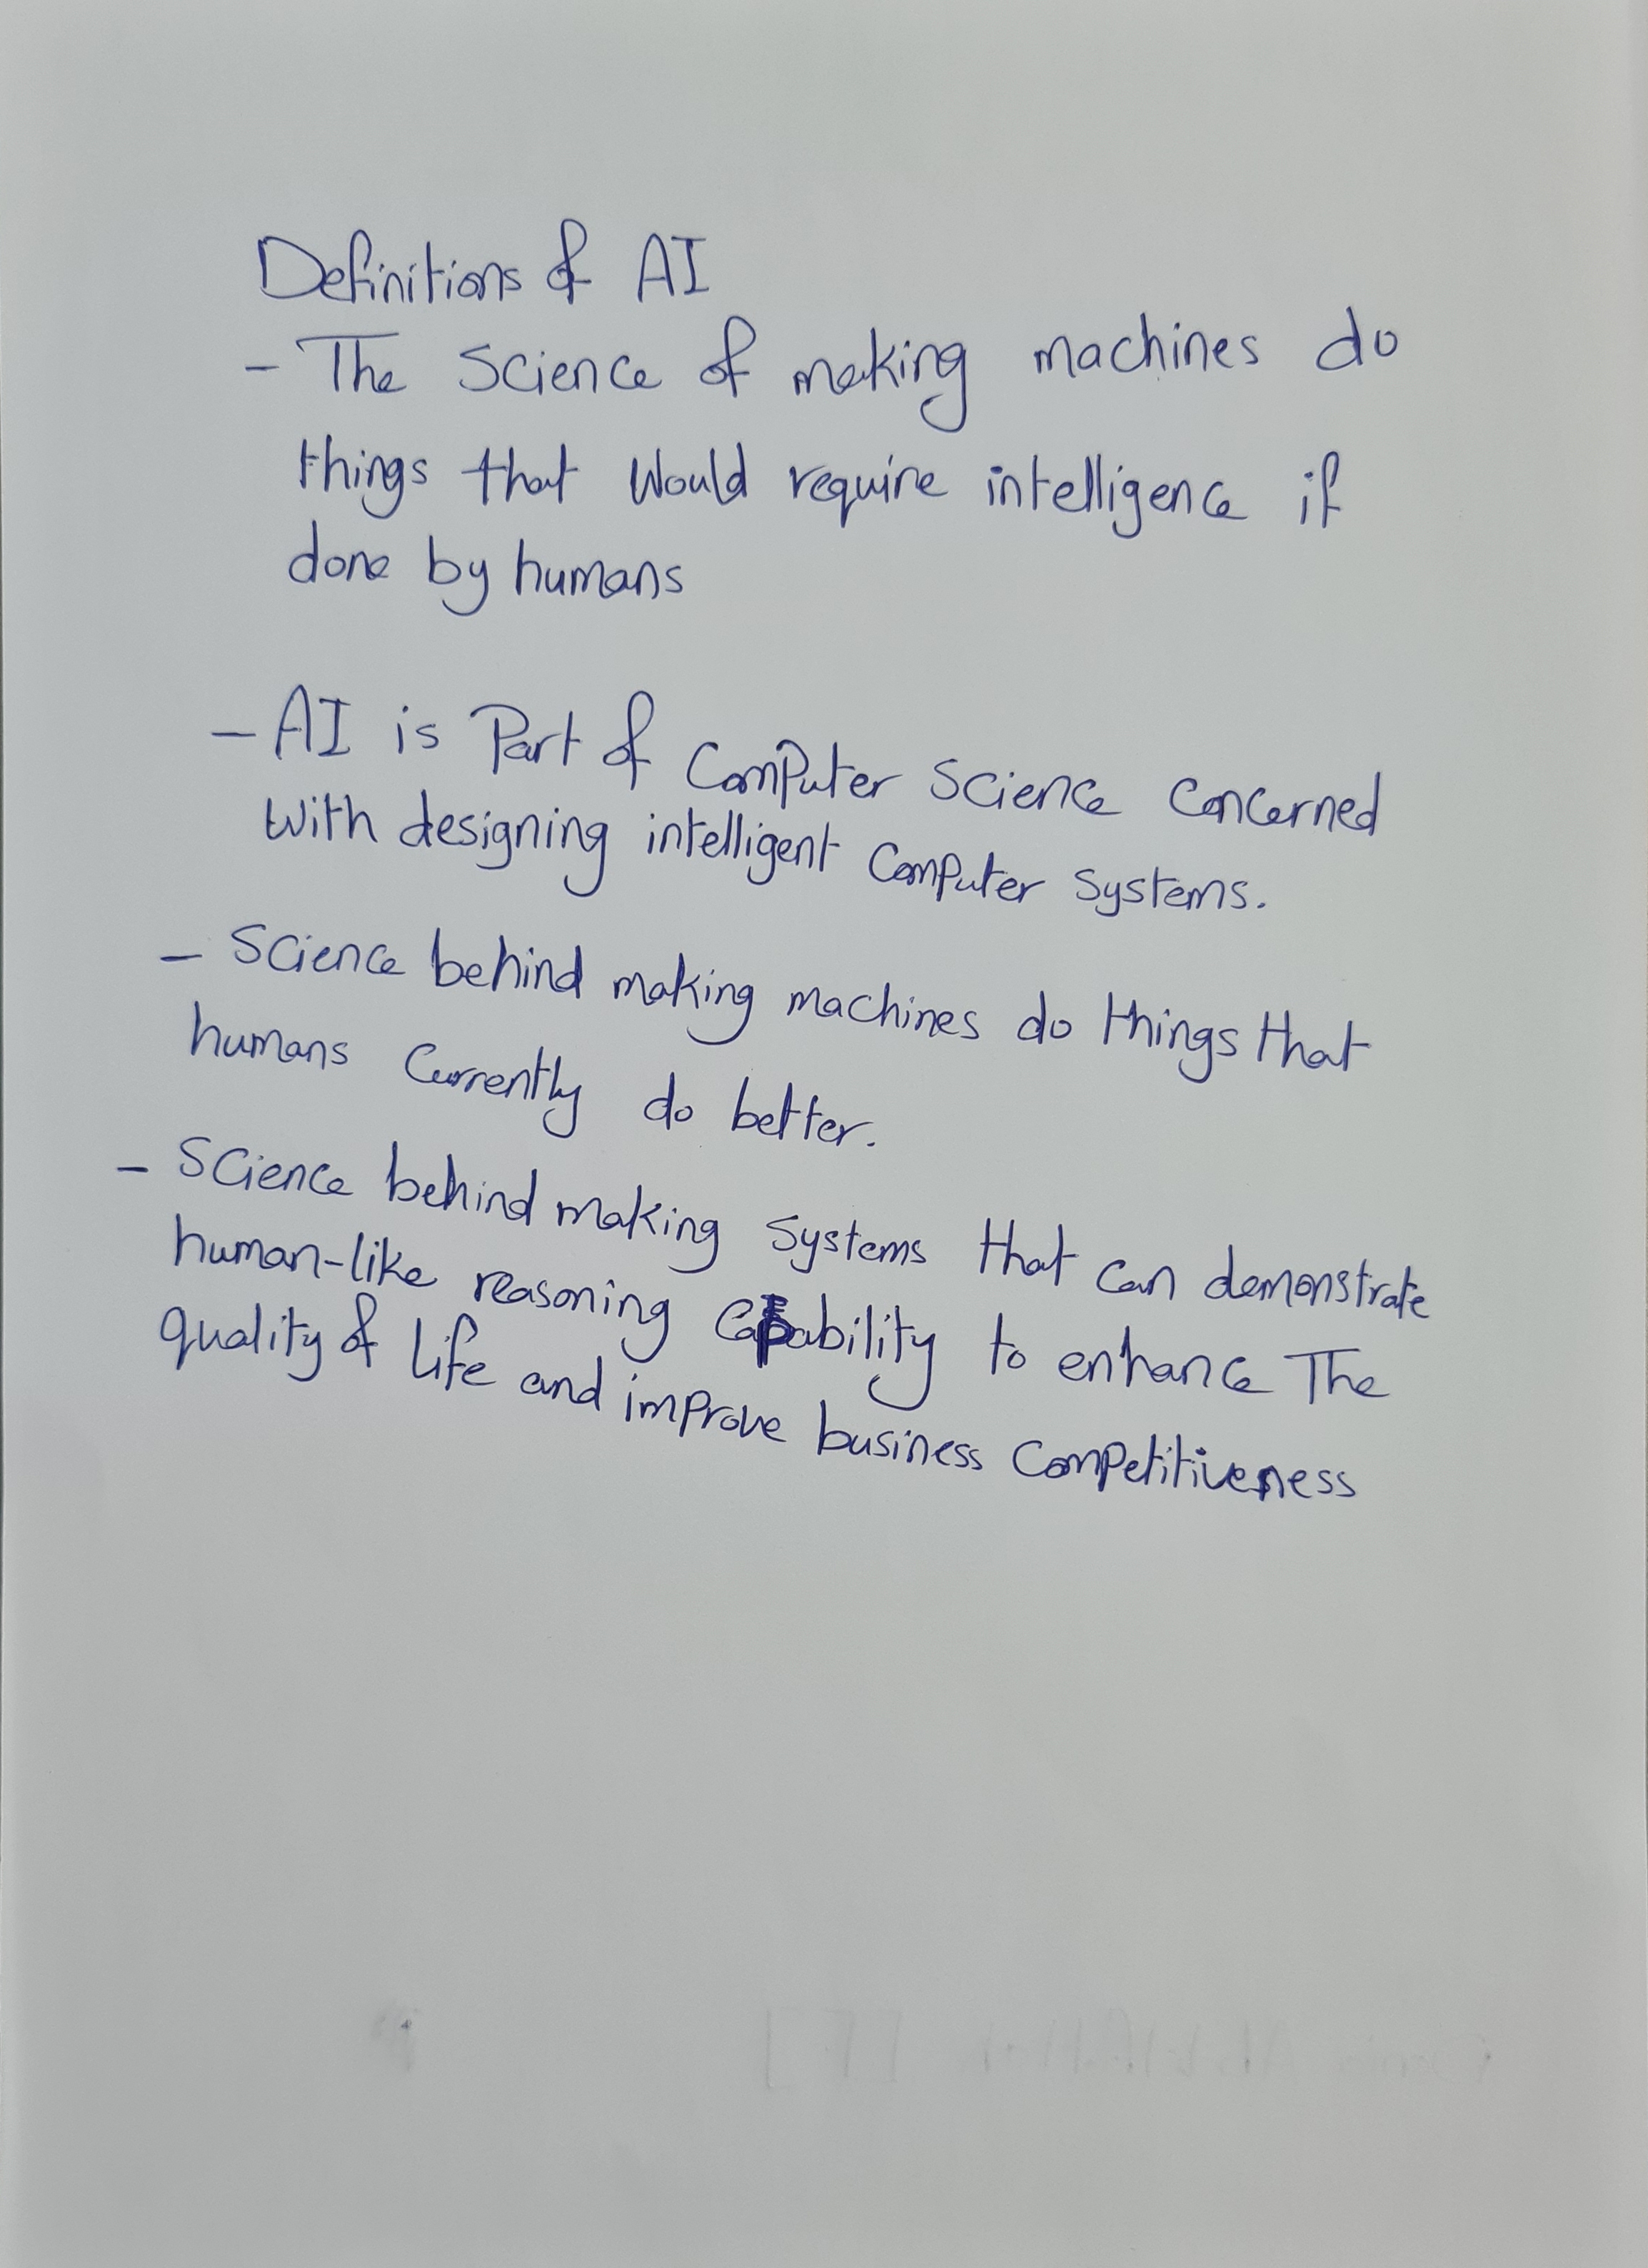 Definitions of AI
- The Science of making machines do
things that Would require intelligence if
done by humans
- AI is Part of Computer Science Concerned
With designing intelligent Computer Systems.
- Science behind making machines do things that
humans Currently do better.
- Science behind making Systems that can demonstrate
human-like reasoning Capability to enhance The
quality of life and improve business Competitiveness